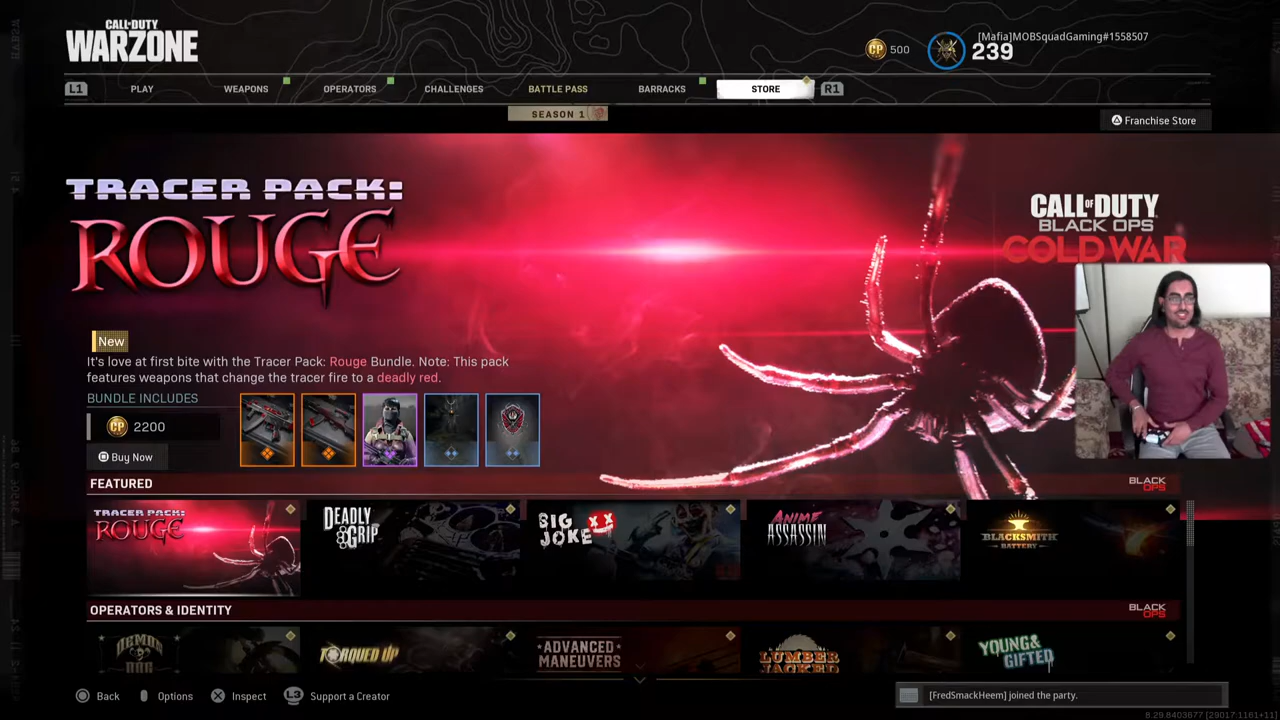 CALL OF DUTY
WARZONE
CP 500
[Mafia]MOBSquadGaming#1558507
239
L1
PLAY
WEAPONS
OPERATORS
CHALLENGES
BATTLE PASS
BARRACKS
STORE
R1
SEASON 1
Franchise Store
TRACER PACK:
ROUGE
CALL OF DUTY
BLACK OPS
COLD WAR
New
It's love at first bite with the Tracer Pack: Rouge Bundle. Note: This pack
features weapons that change the tracer fire to a deadly red.
BUNDLE INCLUDES
CP 2200
Buy Now
FEATURED
BLACK
OPS
TRACER PACK:
ROUGE
DEADLY
GRIP
BIG
JOKE
ANIME
ASSASSIN
BLACKSMITH
BATTERY
OPERATORS & IDENTITY
BLACK
OPS
DEMON
DOG
TORQUED UP
ADVANCED
MANEUVERS
LUMBER
JACKED
YOUNG &
GIFTED
Back
Options
Inspect
L3
Support a Creator
[FredSmackHeem] joined the party.